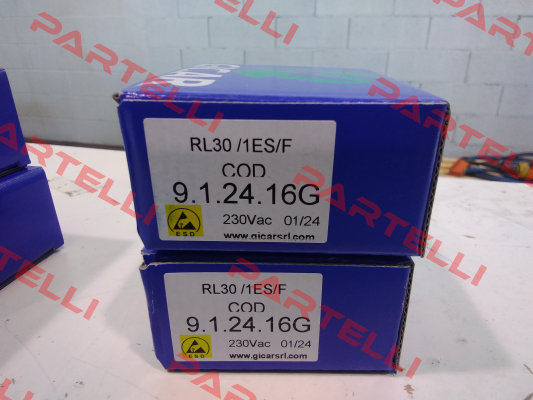 RL30 /1ES/F
COD
9.1.24.16G
ESD
230Vac 01/24
www.gicarsrl.com
RL30 /1ES/F
COD
9.1.24.16G
ESD
230Vac 01/24
www.gicarsrl.com
PARTELLI
PARTELLI
PARTELLI
PARTELLI
PARTELLI